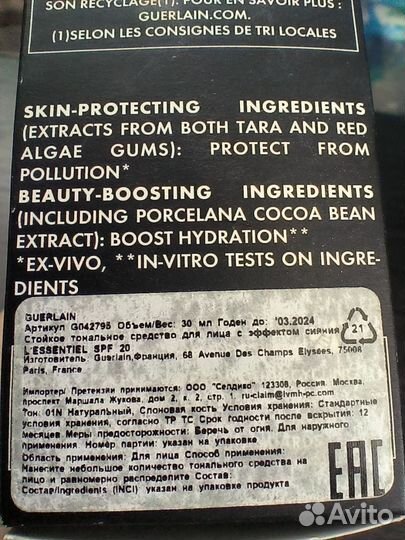 SON RECYCLAGE(1). POUR EN SAVOIR PLUS :
GUERLAIN.COM.
(1)SELON LES CONSIGNES DE TRI LOCALES
SKIN-PROTECTING INGREDIENTS
(EXTRACTS FROM BOTH TARA AND RED
ALGAE GUMS): PROTECT FROM
POLLUTION*
BEAUTY-BOOSTING INGREDIENTS
(INCLUDING PORCELANA COCOA BEAN
EXTRACT): BOOST HYDRATION**
*EX-VIVO, **IN-VITRO TESTS ON INGRE-
DIENTS
GUERLAIN
Артикул G042795 Объем/Вес: 30 мл Годен до: *03.2024
Стойкое тональное средство для лица с эффектом сияния
L'ESSENTIEL SPF 20
Изготовитель: Guerlain,Франция, 68 Avenue Des Champs Elysées, 75008
Paris, France
21
Импортер/ Претензии принимаются: ООО "Селдико" 123308, Россия, Москва,
проспект Маршала Жукова, дом 2, к. 2, стр. 1. ru-claim@lvmh-pc.com
Тон: 01N Натуральный, Слоновая кость Условия хранения: Стандартные
условия хранения, согласно ТР ТС Срок годности после вскрытия: 12
месяцев Меры предосторожности: Беречь от огня. Для наружного
применения. Номер партии: указан на упаковке
Область применения: Для лица Способ применения:
Нанесите небольшое количество тонального средства на
лицо и равномерно распределите Состав:
Состав/Ingredients (INCI) указан на упаковке продукта
EAC
Avito